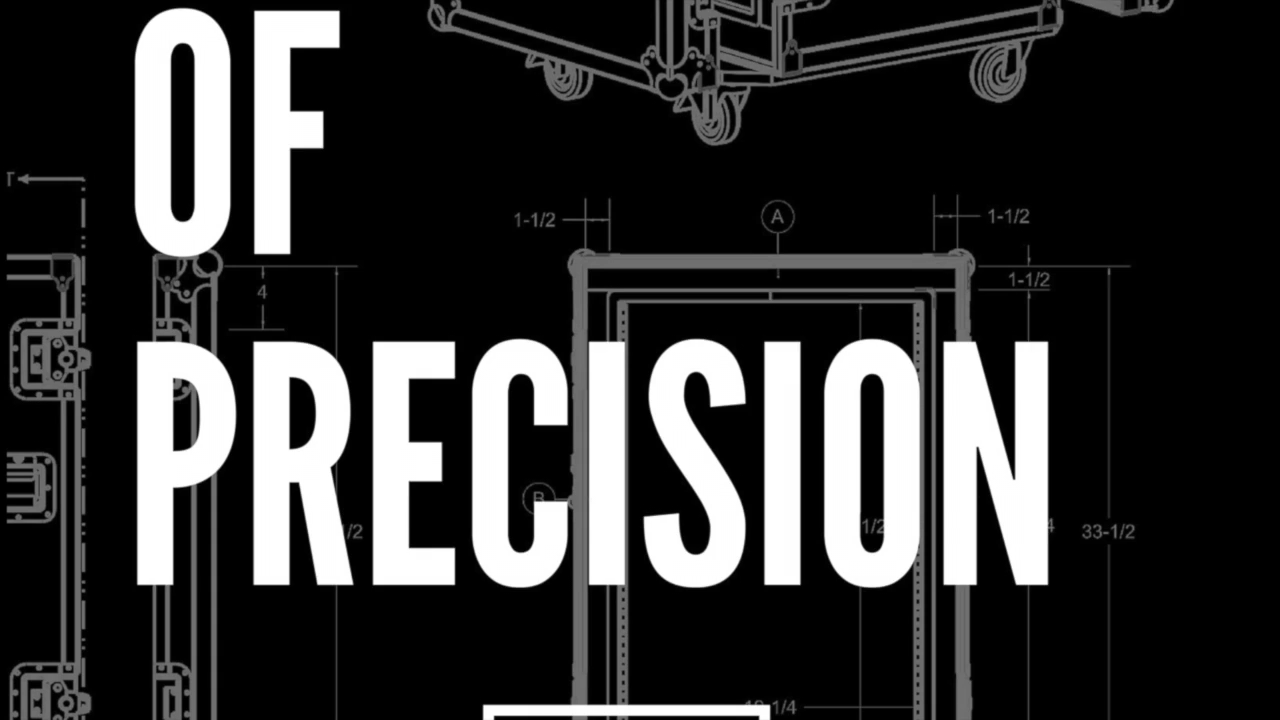 OF
1-1/2
A
1-1/2
1-1/2
4
PRECISION
B
33-1/2